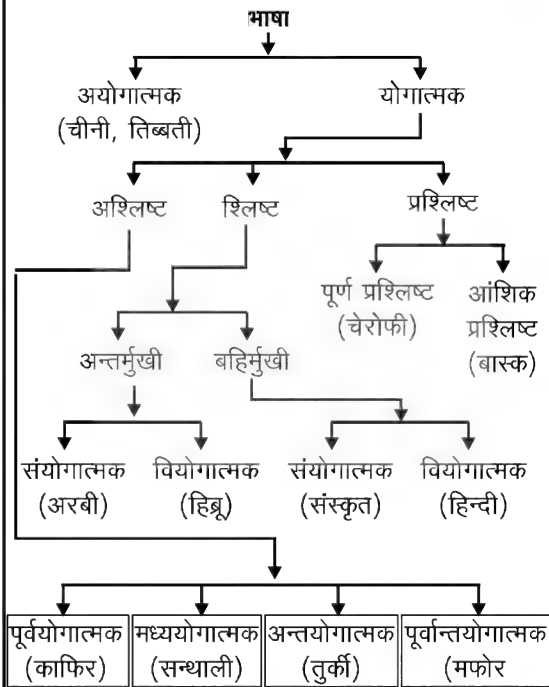 भाषा
अयोगात्मक योगात्मक
(चीनी, तिब्बती)
अश्लिष्ट श्लिष्ट प्रश्लिष्ट
पूर्ण प्रश्लिष्ट आंशिक
(चेरोफी) प्रश्लिष्ट
(बास्क)
अन्तर्मुखी बहिर्मुखी
संयोगात्मक वियोगात्मक संयोगात्मक वियोगात्मक
(अरबी) (हिब्रू) (संस्कृत) (हिन्दी)
पूर्वयोगात्मक मध्ययोगात्मक अन्तयोगात्मक पूर्वान्तयोगात्मक
(काफिर) (सन्थाली) (तुर्की) (मफोर